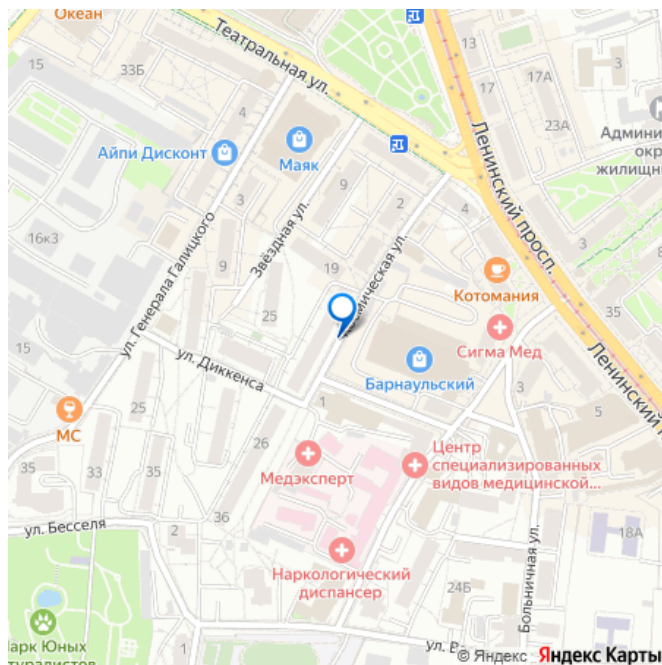 Океан
Театральная ул.
15
33Б
13
17
17А
3
23А
Админи
окр
жилищн
Айпи Дисконт
Маяк
Ленинский просп.
3
9
2
4
16к3
ул. Генерала Галицкого
Звёздная ул.
9
19
Котомания
35
25
Сигма Мед
15
35
ул. Диккенса
Барнаульский
Ленинский
3
МС
25
1
5
Медэксперт
Центр
специализированных
видов медицинской...
35
33
26
36
ул. Бесселя
2
18А
Наркологический
диспансер
24Б
Больничная ул.
Парк Юных
1
1
© Яндекс Яндекс Карты